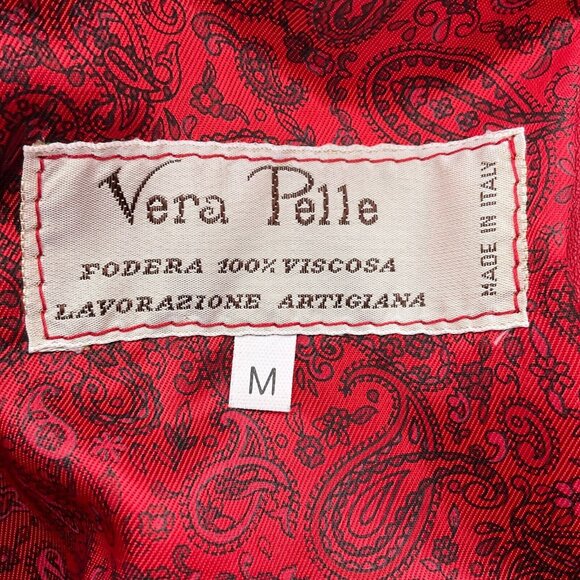 Vera Pelle
FODERA 100% VISCOSA
LAVORAZIONE ARTIGIANA
MADE IN ITALY
M